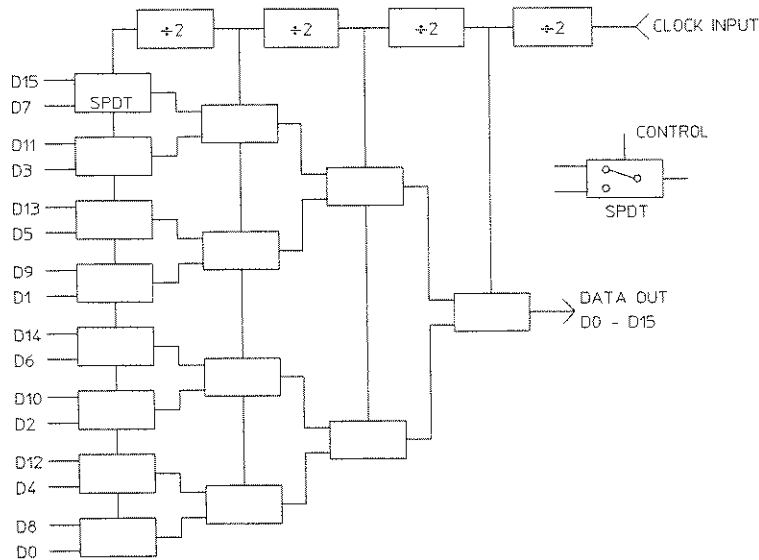 ÷2 ÷2 ÷2 ÷2 CLOCK INPUT
D15
D7 SPDT
D11
D3
D13
D5
D9
D1
D14
D6
D10
D2
D12
D4
D8
D0
CONTROL
SPDT
DATA OUT
D0 - D15